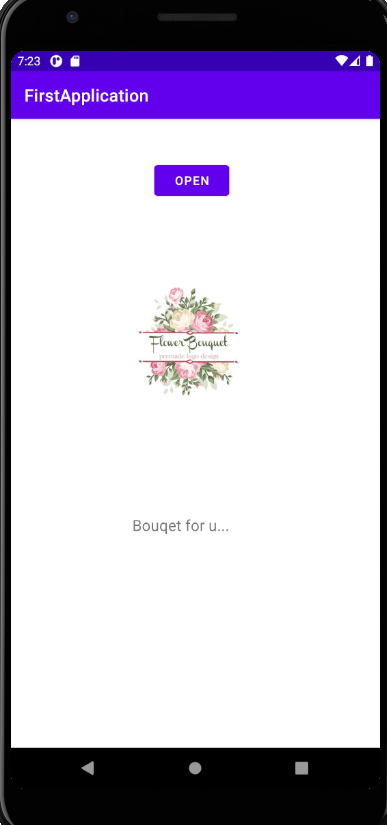 7:23
FirstApplication
OPEN
Flower Bouquet
premade logo design
Bouqet for u...